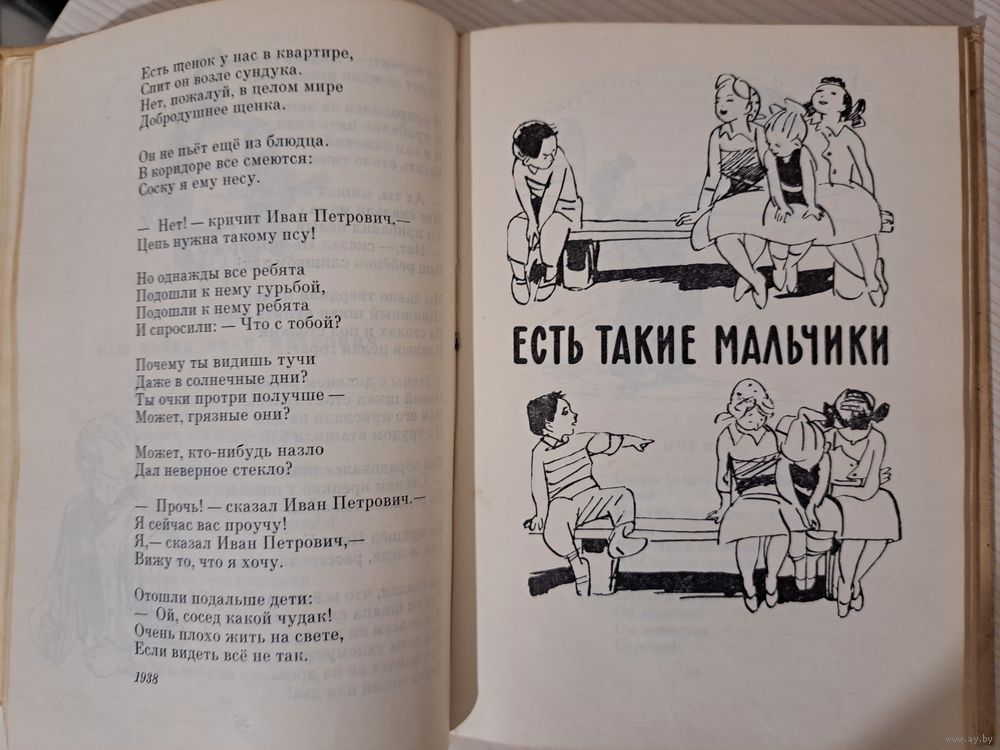 Есть щенок у нас в квартире,
Спит он возле сундука.
Нет, пожалуй, в целом мире
Добродушнее щенка.
Он не пьёт ещё из блюдца.
В коридоре все смеются:
Соску я ему несу.
— Нет! — кричит Иван Петрович,—
Цепь нужна такому псу!
Но однажды все ребята
Подошли к нему гурьбой,
Подошли к нему ребята
И спросили: — Что с тобой?
Почему ты видишь тучи
Даже в солнечные дни?
Ты очки протри получше —
Может, грязные они?
Может, кто-нибудь назло
Дал неверное стекло?
— Прочь! — сказал Иван Петрович.—
Я сейчас вас проучу!
Я,— сказал Иван Петрович,—
Вижу то, что я хочу.
Отошли подальше дети:
— Ой, сосед какой чудак!
Очень плохо жить на свете,
Если видеть всё не так.
1938
ЕСТЬ ТАКИЕ МАЛЬЧИКИ
www.ay.by